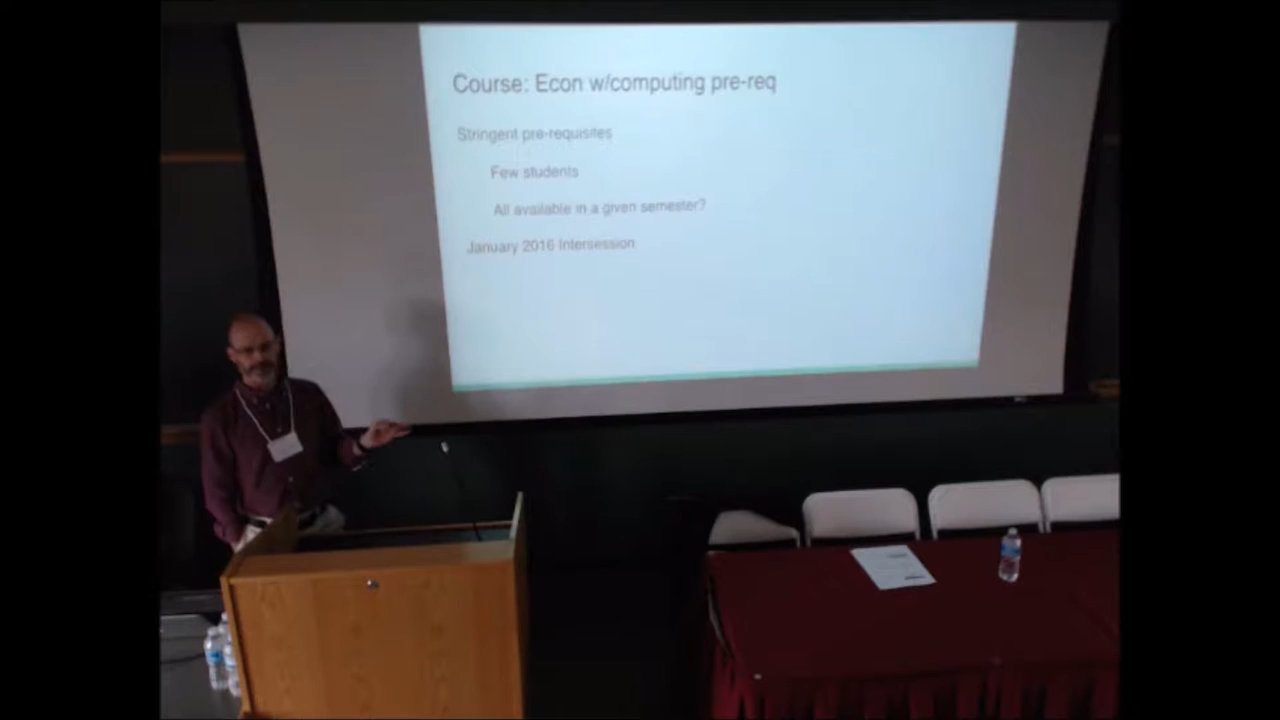 Course: Econ w/computing pre-req
Stringent pre-requisites
Few students
All available in a given semester?
January 2016 Intersession